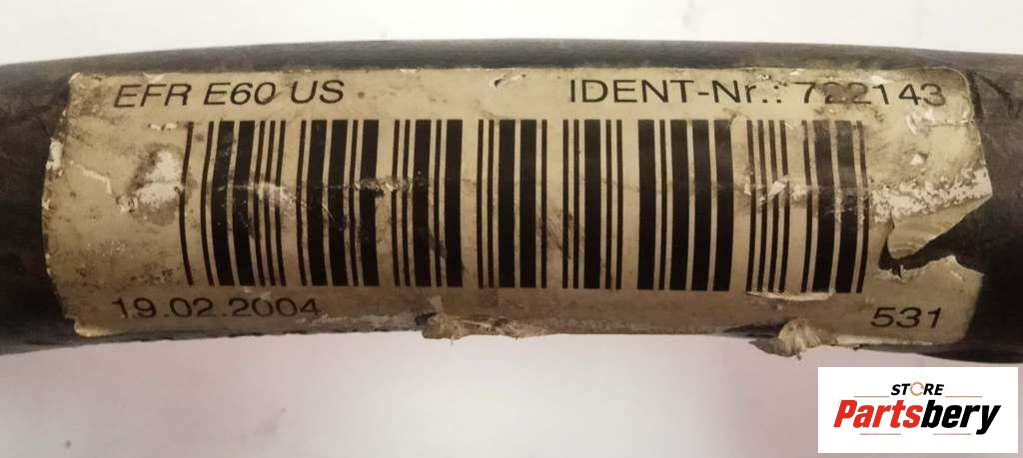 EFR E60 US
IDENT-Nr.: 722143
19.02.2004
531
STORE
Partsbery